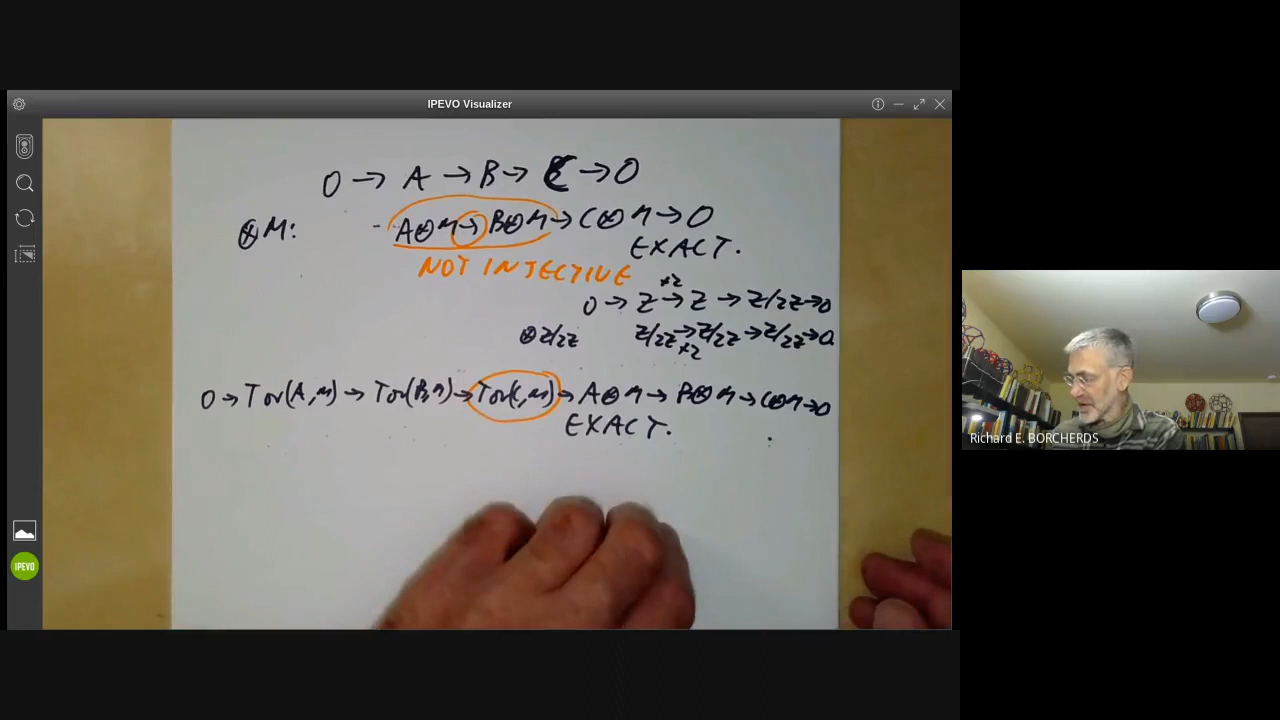 IPEVO Visualizer
0 → A → B → C → 0
⊗M: A⊗M → B⊗M → C⊗M → 0
EXACT.
NOT INJECTIVE
×2
0 → Z → Z → Z/2Z → 0
⊗Z/2Z Z/2Z → Z/2Z → Z/2Z → 0
×2
0 → Tor(A,M) → Tor(B,M) → Tor(C,M) → A⊗M → B⊗M → C⊗M → 0
EXACT.
Richard E. BORCHERDS
IPEVO